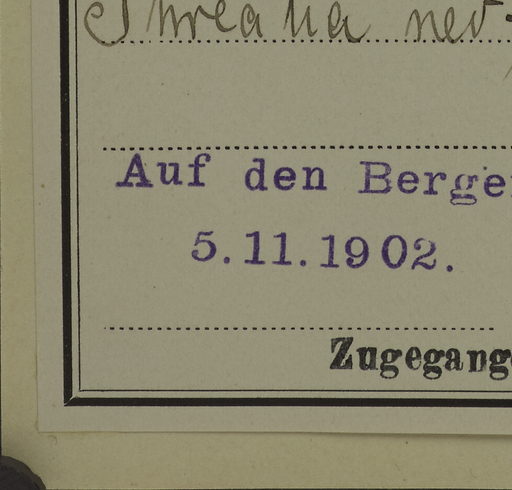 Auf den Berge
5.11.1902.
Zugegang